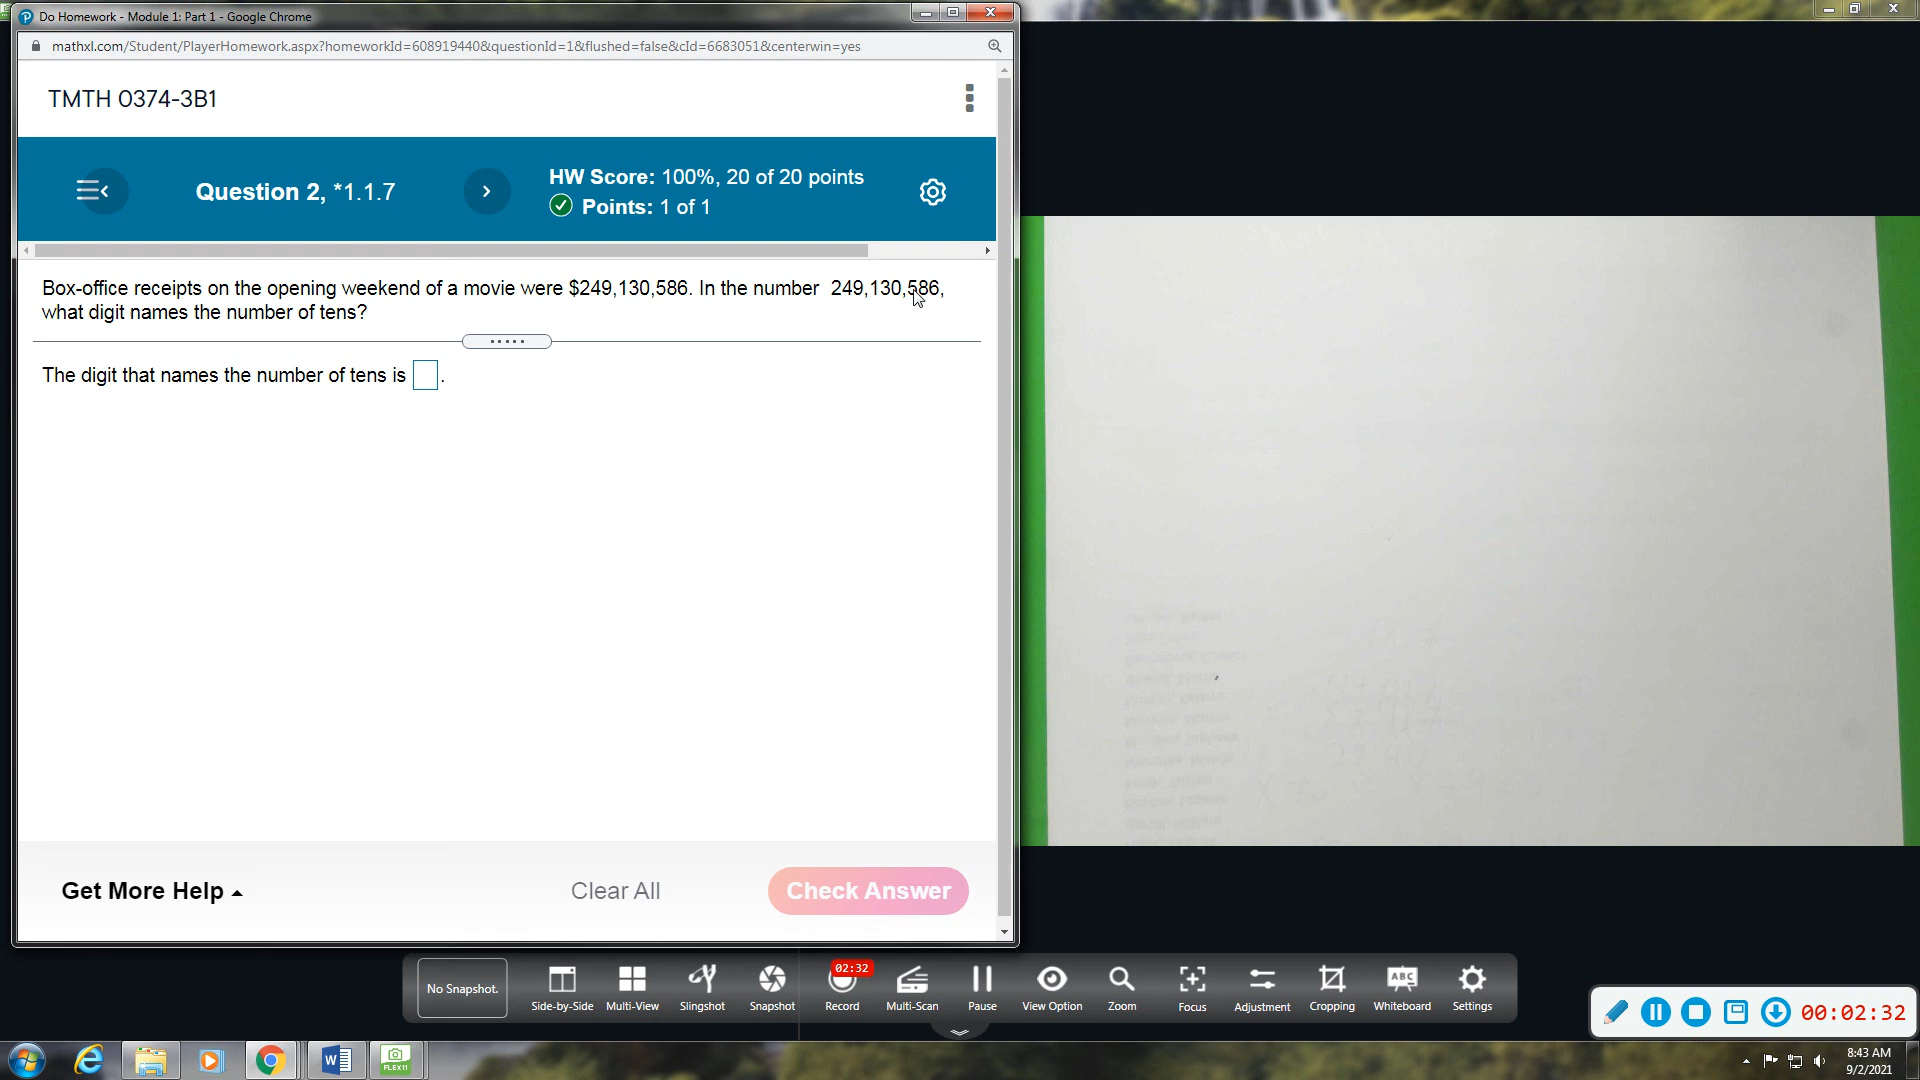 Do Homework - Module 1: Part 1 - Google Chrome
mathxl.com/Student/PlayerHomework.aspx?homeworkId=608919440&questionId=1&flushed=false&cId=6683051&centerwin=yes
TMTH 0374-3B1
Question 2, *1.1.7
HW Score: 100%, 20 of 20 points
Points: 1 of 1
Box-office receipts on the opening weekend of a movie were $249,130,586. In the number 249,130,586,
what digit names the number of tens?
The digit that names the number of tens is .
Get More Help
Clear All
Check Answer
No Snapshot.
Side-by-Side
Multi-View
Slingshot
Snapshot
02:32
Record
Multi-Scan
Pause
View Option
Zoom
Focus
Adjustment
Cropping
ABC
Whiteboard
Settings
00:02:32
FLEX11
8:43 AM
9/2/2021